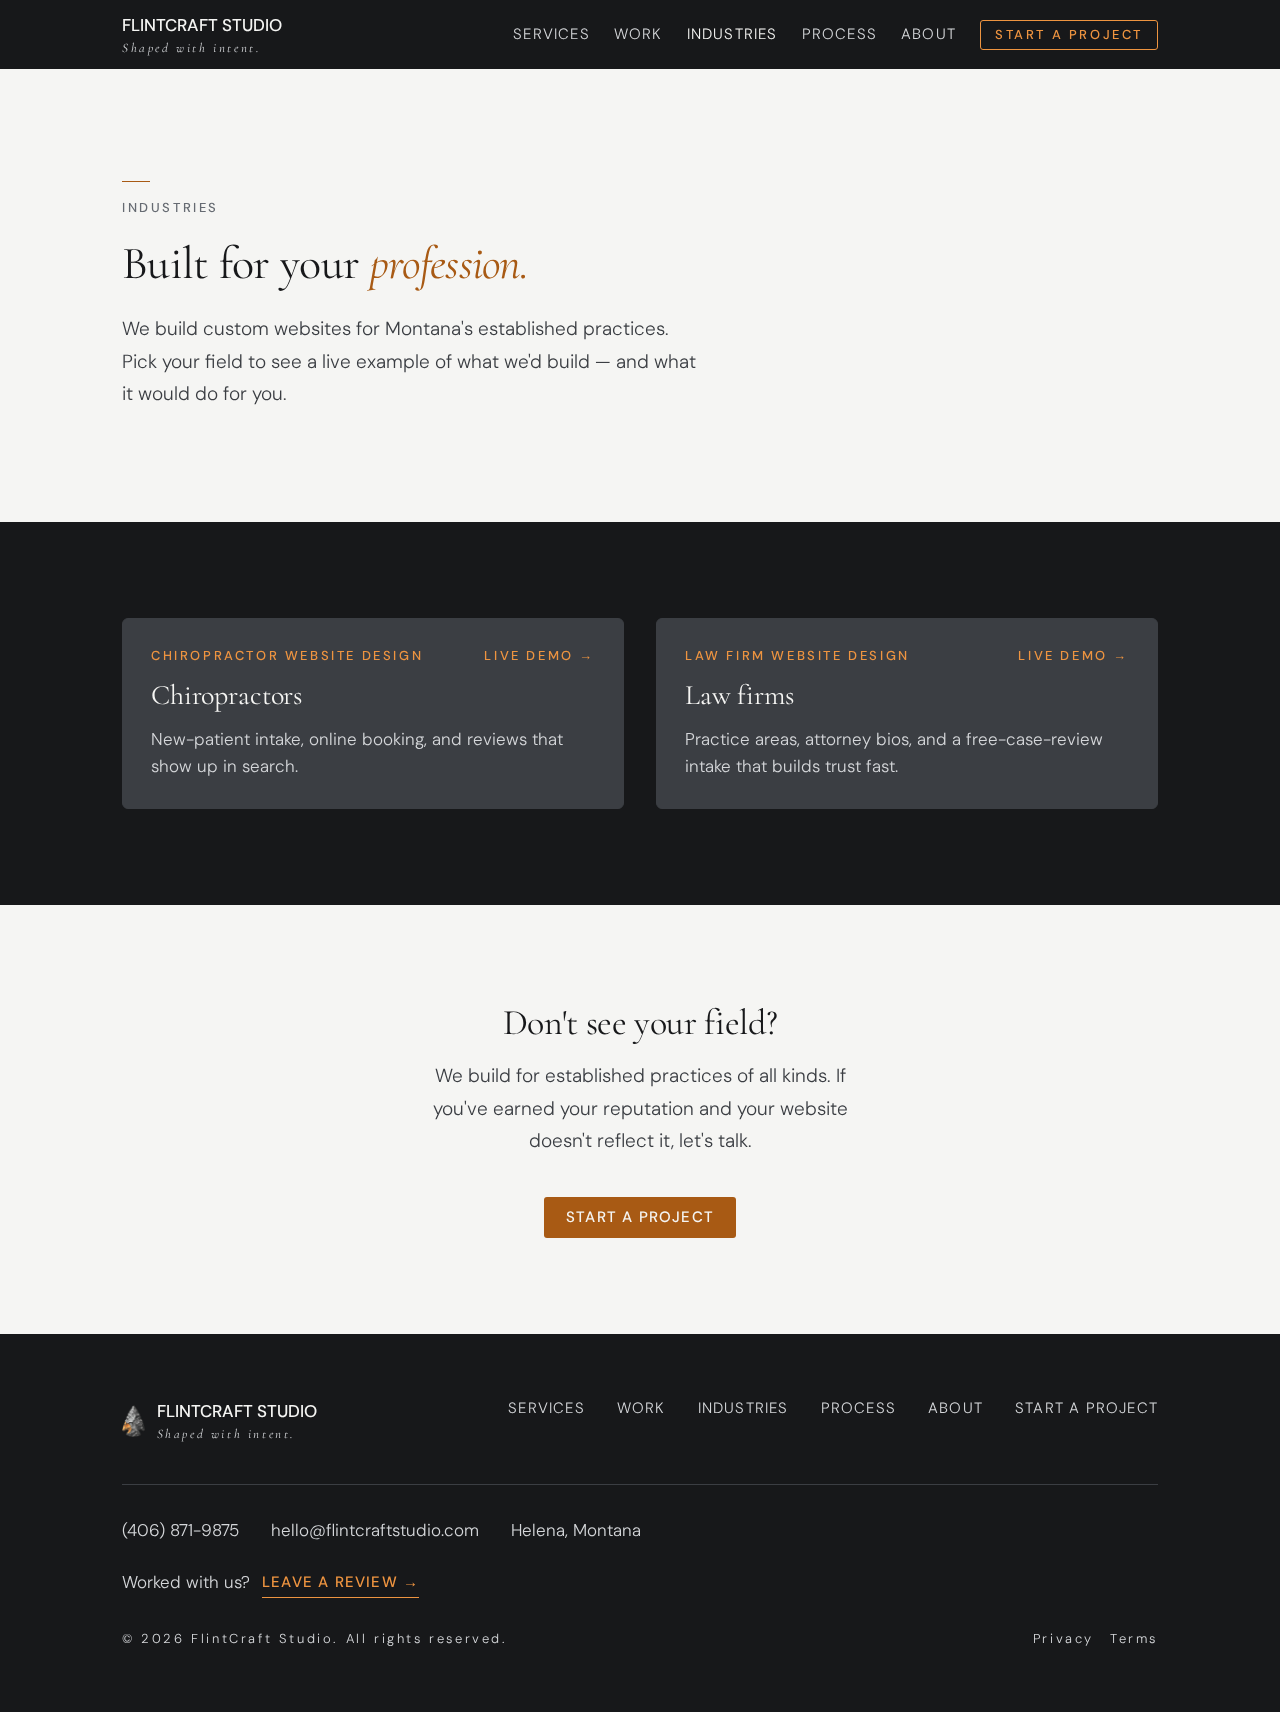 FLINTCRAFT STUDIO
Shaped with intent.
SERVICES WORK INDUSTRIES PROCESS ABOUT START A PROJECT
INDUSTRIES
Built for your profession.
We build custom websites for Montana's established practices.
Pick your field to see a live example of what we'd build — and what
it would do for you.
CHIROPRACTOR WEBSITE DESIGN LIVE DEMO →
Chiropractors
New-patient intake, online booking, and reviews that
show up in search.
LAW FIRM WEBSITE DESIGN LIVE DEMO →
Law firms
Practice areas, attorney bios, and a free-case-review
intake that builds trust fast.
Don't see your field?
We build for established practices of all kinds. If
you've earned your reputation and your website
doesn't reflect it, let's talk.
START A PROJECT
FLINTCRAFT STUDIO
Shaped with intent.
SERVICES WORK INDUSTRIES PROCESS ABOUT START A PROJECT
(406) 871-9875 hello@flintcraftstudio.com Helena, Montana
Worked with us? LEAVE A REVIEW →
© 2026 FlintCraft Studio. All rights reserved. Privacy Terms